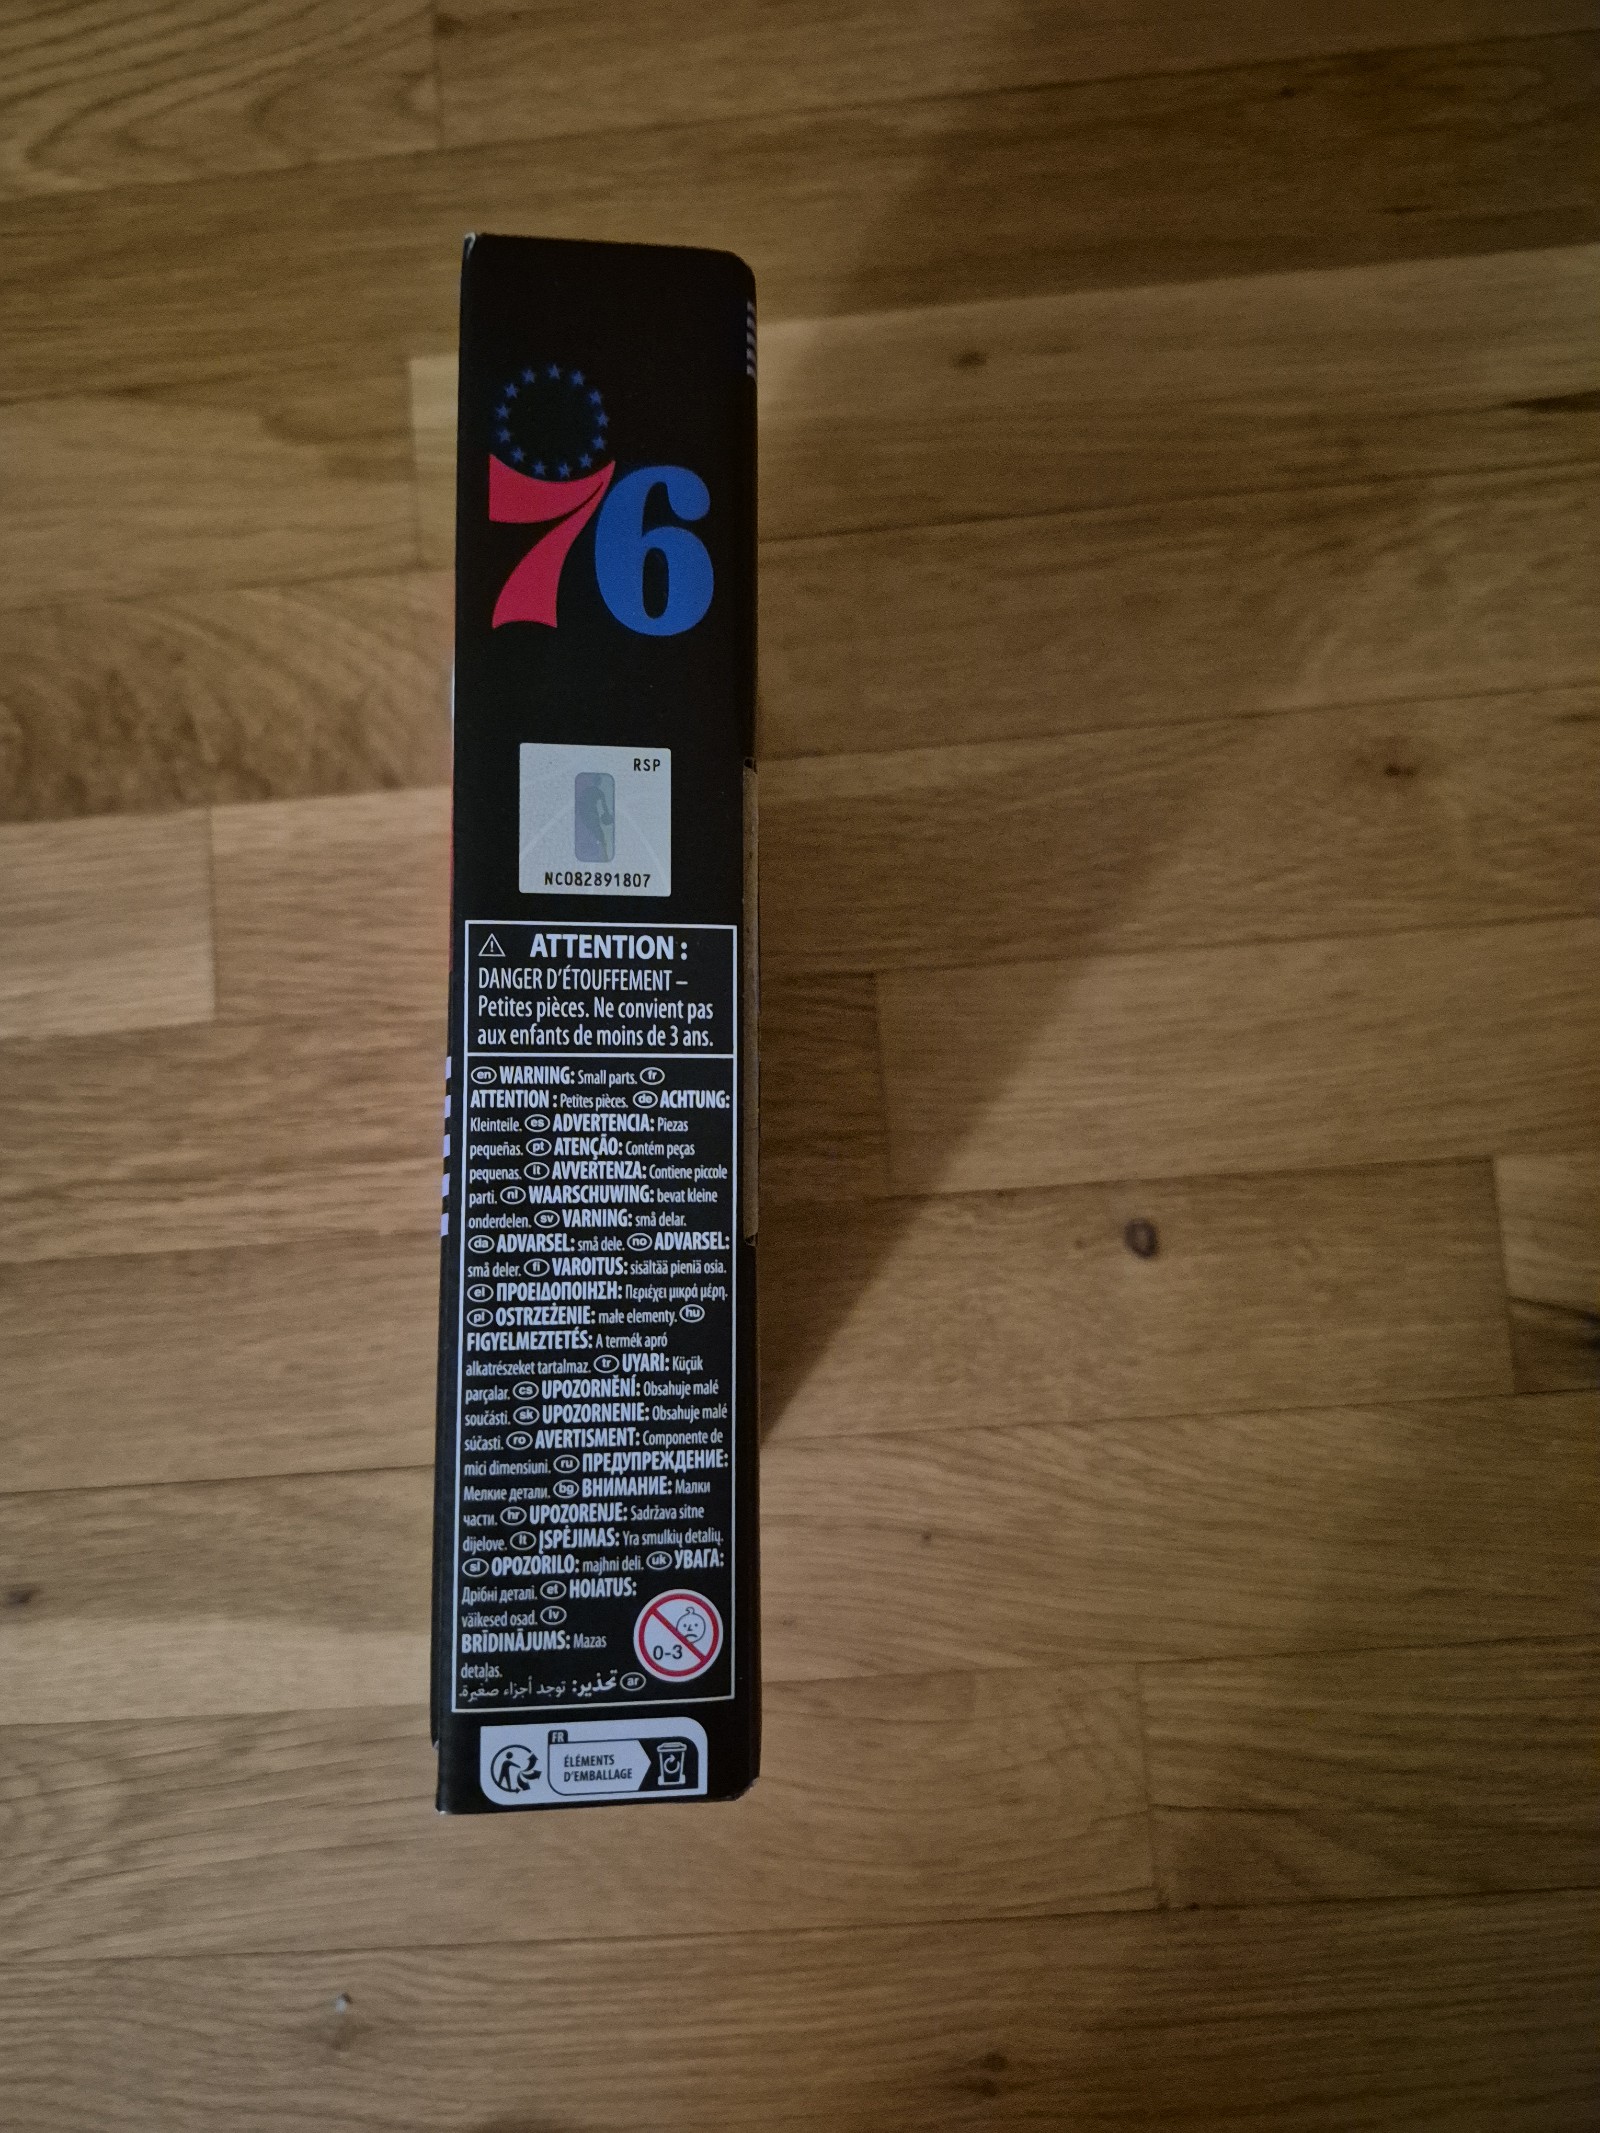 76
RSP
NC082891807
ATTENTION :
DANGER D'ÉTOUFFEMENT –
Petites pièces. Ne convient pas
aux enfants de moins de 3 ans.
en WARNING: Small parts. fr
ATTENTION : Petites pièces. de ACHTUNG:
Kleinteile. es ADVERTENCIA: Piezas
pequeñas. pt ATENÇÃO: Contém peças
pequenas. it AVVERTENZA: Contiene piccole
parti. nl WAARSCHUWING: bevat kleine
onderdelen. sv VARNING: små delar.
da ADVARSEL: små dele. no ADVARSEL:
små deler. fi VAROITUS: sisältää pieniä osia.
el ΠΡΟΕΙΔΟΠΟΙΗΣΗ: Περιέχει μικρά μέρη.
pl OSTRZEŻENIE: małe elementy. hu
FIGYELMEZTETÉS: A termék apró
alkatrészeket tartalmaz. tr UYARI: Küçük
parçalar. cs UPOZORNĚNÍ: Obsahuje malé
součásti. sk UPOZORNENIE: Obsahuje malé
súčasti. ro AVERTISMENT: Componente de
mici dimensiuni. ru ПРЕДУПРЕЖДЕНИЕ:
Мелкие детали. bg ВНИМАНИЕ: Малки
части. hr UPOZORENJE: Sadržava sitne
dijelove. lt ĮSPĖJIMAS: Yra smulkių detalių.
sl OPOZORILO: majhni deli. uk УВАГА:
Дрібні деталі. et HOIATUS:
väikesed osad. lv
BRĪDINĀJUMS: Mazas
detaļas.
0-3
ar تحذير: توجد أجزاء صغيرة.
FR
ÉLÉMENTS
D'EMBALLAGE